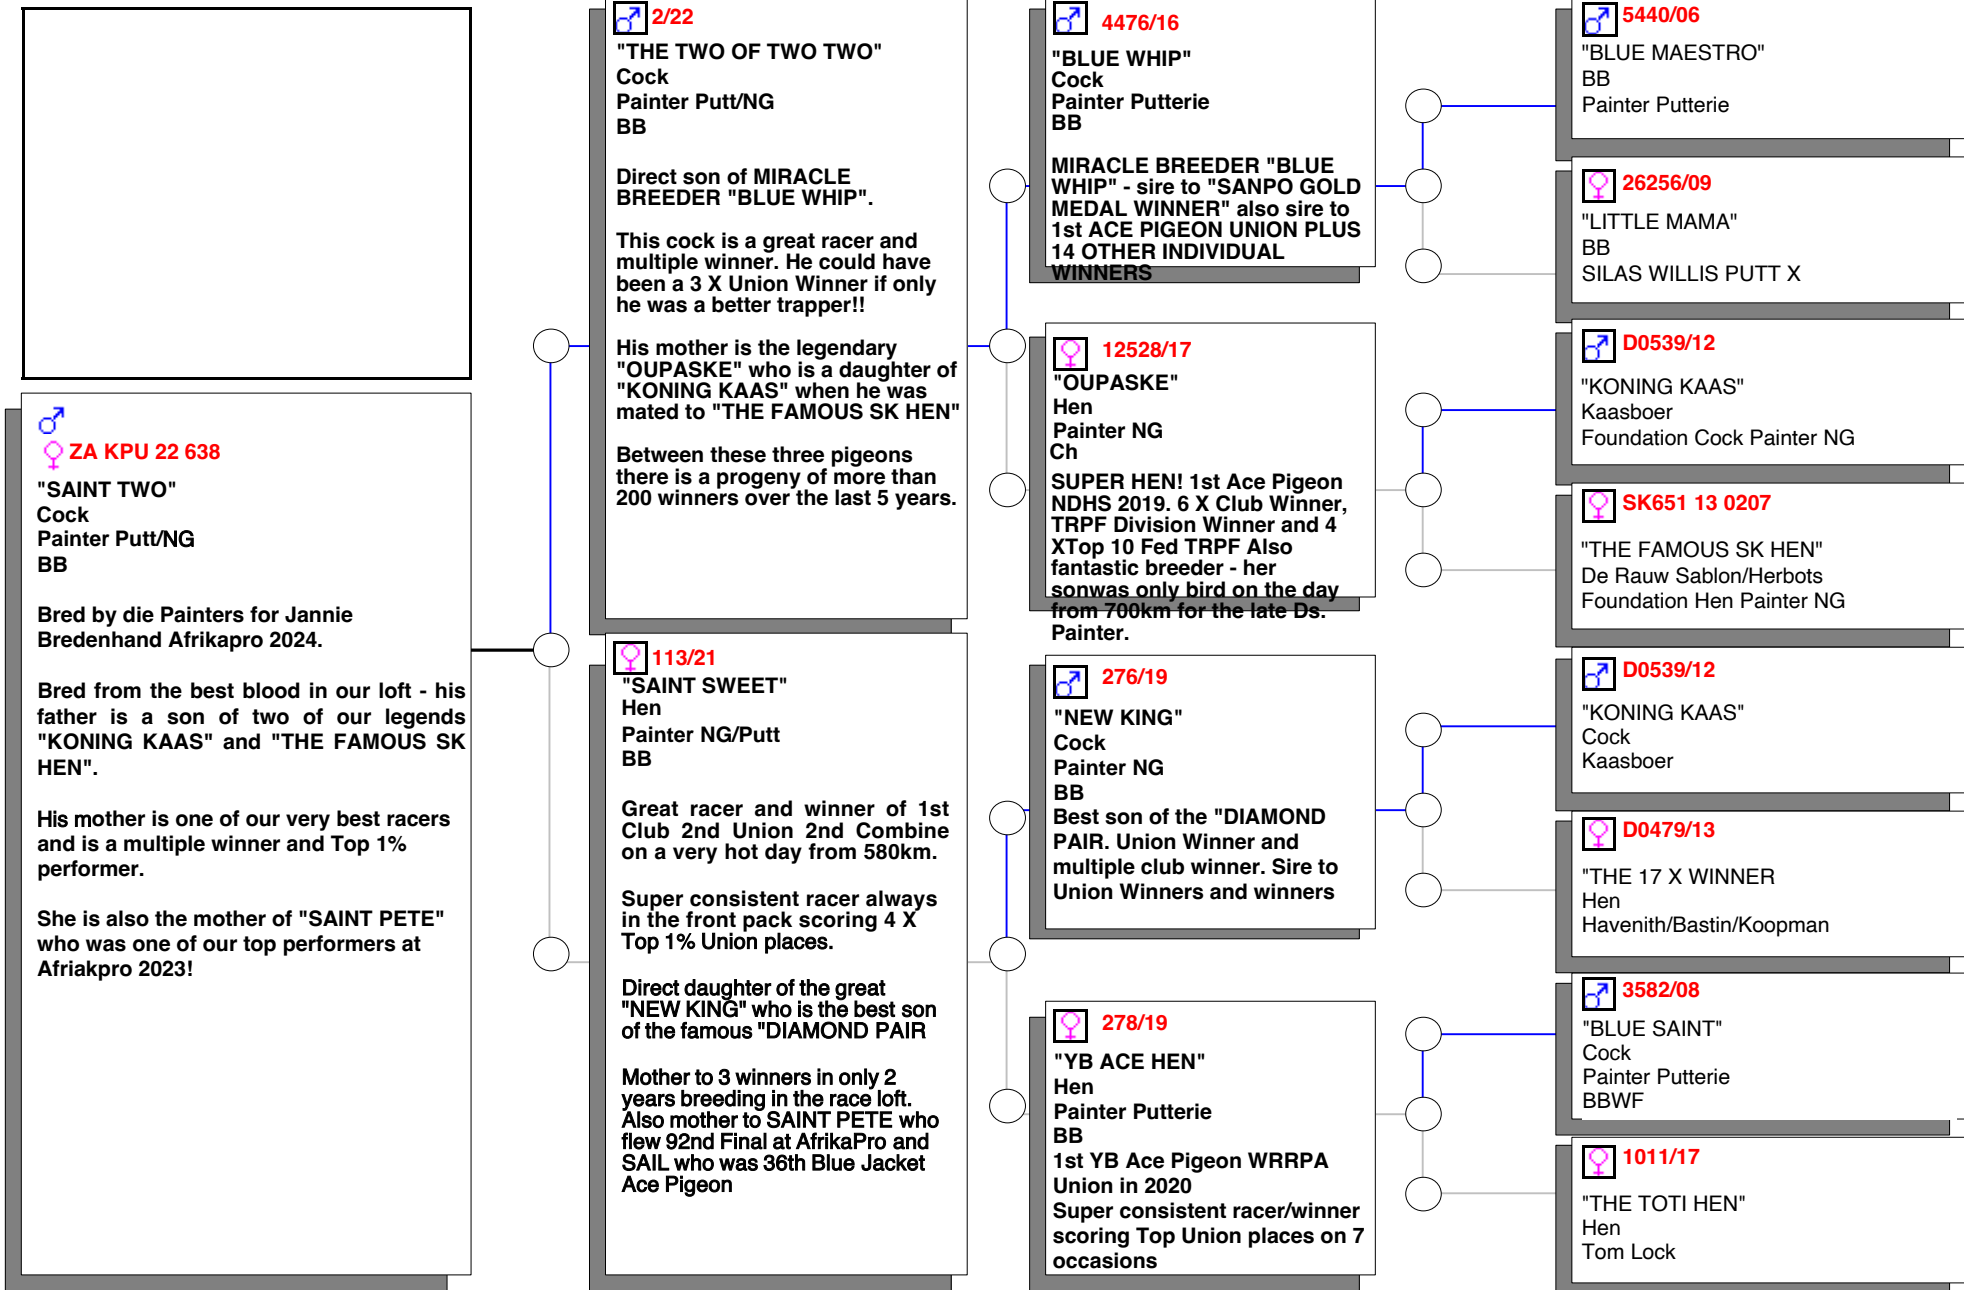 ZA KPU 22 638
"SAINT TWO"
Cock
Painter Putt/NG
BB
Bred by die Painters for Jannie
Bredenhand Afrikapro 2024.
Bred from the best blood in our loft - his
father is a son of two of our legends
"KONING KAAS" and "THE FAMOUS SK
HEN".
His mother is one of our very best racers
and is a multiple winner and Top 1%
performer.
She is also the mother of "SAINT PETE"
who was one of our top performers at
Afriakpro 2023!
2/22
"THE TWO OF TWO TWO"
Cock
Painter Putt/NG
BB
Direct son of MIRACLE
BREEDER "BLUE WHIP".
This cock is a great racer and
multiple winner. He could have
been a 3 X Union Winner if only
he was a better trapper!!
His mother is the legendary
"OUPASKE" who is a daughter of
"KONING KAAS" when he was
mated to "THE FAMOUS SK HEN"
Between these three pigeons
there is a progeny of more than
200 winners over the last 5 years.
113/21
"SAINT SWEET"
Hen
Painter NG/Putt
BB
Great racer and winner of 1st
Club 2nd Union 2nd Combine
on a very hot day from 580km.
Super consistent racer always
in the front pack scoring 4 X
Top 1% Union places.
Direct daughter of the great
"NEW KING" who is the best son
of the famous "DIAMOND PAIR
Mother to 3 winners in only 2
years breeding in the race loft.
Also mother to SAINT PETE who
flew 92nd Final at AfrikaPro and
SAIL who was 36th Blue Jacket
Ace Pigeon
4476/16
"BLUE WHIP"
Cock
Painter Putterie
BB
MIRACLE BREEDER "BLUE
WHIP" - sire to "SANPO GOLD
MEDAL WINNER" also sire to
1st ACE PIGEON UNION PLUS
14 OTHER INDIVIDUAL
WINNERS
12528/17
"OUPASKE"
Hen
Painter NG
Ch
SUPER HEN! 1st Ace Pigeon
NDHS 2019. 6 X Club Winner,
TRPF Division Winner and 4
XTop 10 Fed TRPF Also
fantastic breeder - her
sonwas only bird on the day
from 700km for the late Ds.
Painter.
276/19
"NEW KING"
Cock
Painter NG
BB
Best son of the "DIAMOND
PAIR. Union Winner and
multiple club winner. Sire to
Union Winners and winners
278/19
"YB ACE HEN"
Hen
Painter Putterie
BB
1st YB Ace Pigeon WRRPA
Union in 2020
Super consistent racer/winner
scoring Top Union places on 7
occasions
5440/06
"BLUE MAESTRO"
BB
Painter Putterie
26256/09
"LITTLE MAMA"
BB
SILAS WILLIS PUTT X
D0539/12
"KONING KAAS"
Kaasboer
Foundation Cock Painter NG
SK651 13 0207
"THE FAMOUS SK HEN"
De Rauw Sablon/Herbots
Foundation Hen Painter NG
D0539/12
"KONING KAAS"
Cock
Kaasboer
D0479/13
"THE 17 X WINNER
Hen
Havenith/Bastin/Koopman
3582/08
"BLUE SAINT"
Cock
Painter Putterie
BBWF
1011/17
"THE TOTI HEN"
Hen
Tom Lock